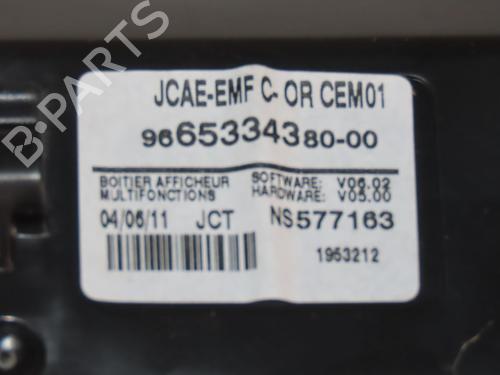 JCAE-EMF C- OR CEM01
9665334380-00
BOITIER AFFICHEUR SOFTWARE: V06.02
MULTIFONCTIONS HARDWARE: V05.00
04/06/11 JCT NS577163
1953212
B-PARTS